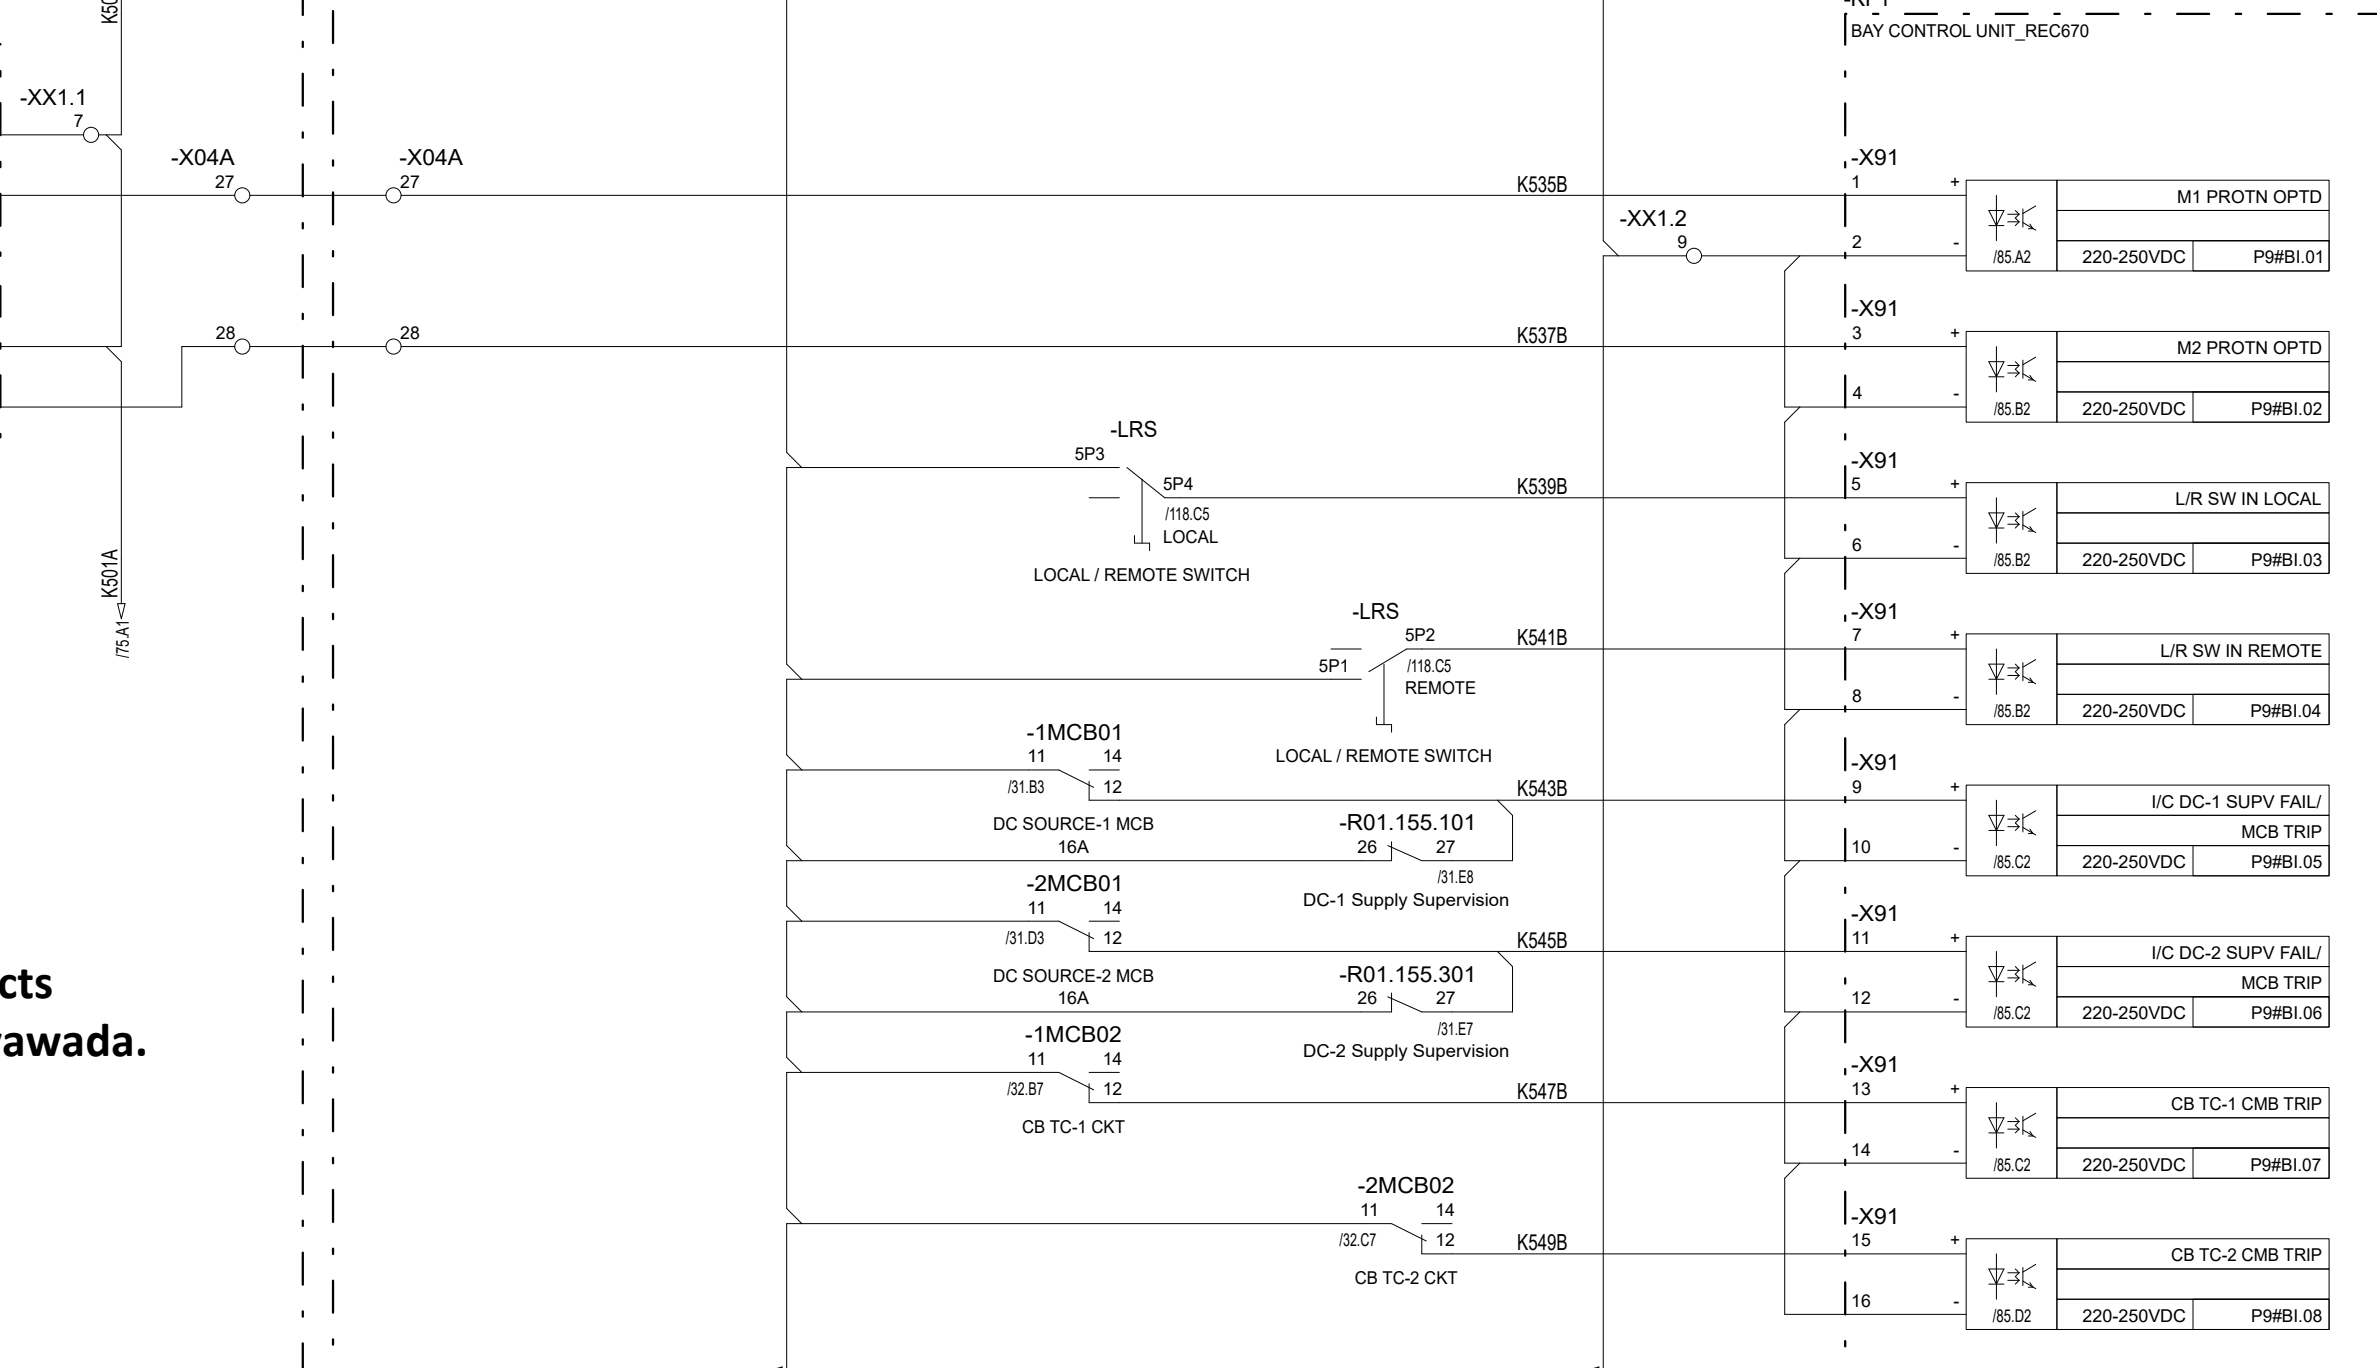 BAY CONTROL UNIT_REC670
-XX1.1
7
-X04A
27
-X04A
27
K535B
-X91
1 +
M1 PROTN OPTD
-XX1.2
9
2 -
/85.A2 220-250VDC P9#BI.01
28
28
K537B
-X91
3 +
M2 PROTN OPTD
4 -
/85.B2 220-250VDC P9#BI.02
-LRS
5P3
5P4
/118.C5
LOCAL
LOCAL / REMOTE SWITCH
K539B
-X91
5 +
L/R SW IN LOCAL
6 -
/85.B2 220-250VDC P9#BI.03
K501A
/75.A1
-LRS
5P2
5P1
/118.C5
REMOTE
LOCAL / REMOTE SWITCH
K541B
-X91
7 +
L/R SW IN REMOTE
8 -
/85.B2 220-250VDC P9#BI.04
-1MCB01
11 14
/31.B3 12
DC SOURCE-1 MCB
16A
K543B
-R01.155.101
26 27
/31.E8
DC-1 Supply Supervision
-X91
9 +
I/C DC-1 SUPV FAIL/
MCB TRIP
10 -
/85.C2 220-250VDC P9#BI.05
-2MCB01
11 14
/31.D3 12
DC SOURCE-2 MCB
16A
K545B
-R01.155.301
26 27
/31.E7
DC-2 Supply Supervision
-X91
11 +
I/C DC-2 SUPV FAIL/
MCB TRIP
12 -
/85.C2 220-250VDC P9#BI.06
cts
awada.
-1MCB02
11 14
/32.B7 12
CB TC-1 CKT
K547B
-X91
13 +
CB TC-1 CMB TRIP
14 -
/85.C2 220-250VDC P9#BI.07
-2MCB02
11 14
/32.C7 12
CB TC-2 CKT
K549B
-X91
15 +
CB TC-2 CMB TRIP
16 -
/85.D2 220-250VDC P9#BI.08